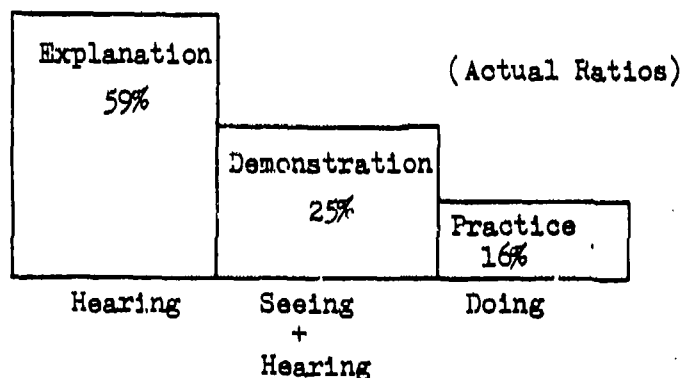 Explanation
59%
(Actual Ratios)
Demonstration
25%
Practice
16%
Hearing
Seeing
+
Hearing
Doing